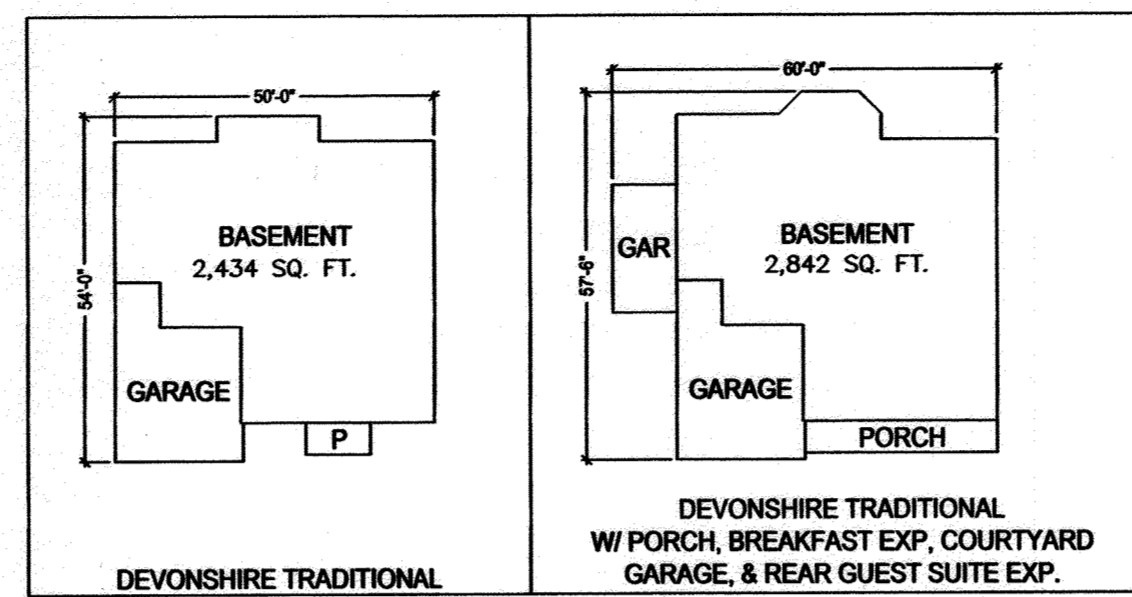 50'-0"
54'-0"
BASEMENT
2,434 SQ. FT.
GARAGE
P
DEVONSHIRE TRADITIONAL
60'-0"
57'-6"
GAR
BASEMENT
2,842 SQ. FT.
GARAGE
PORCH
DEVONSHIRE TRADITIONAL
W/ PORCH, BREAKFAST EXP, COURTYARD
GARAGE, & REAR GUEST SUITE EXP.